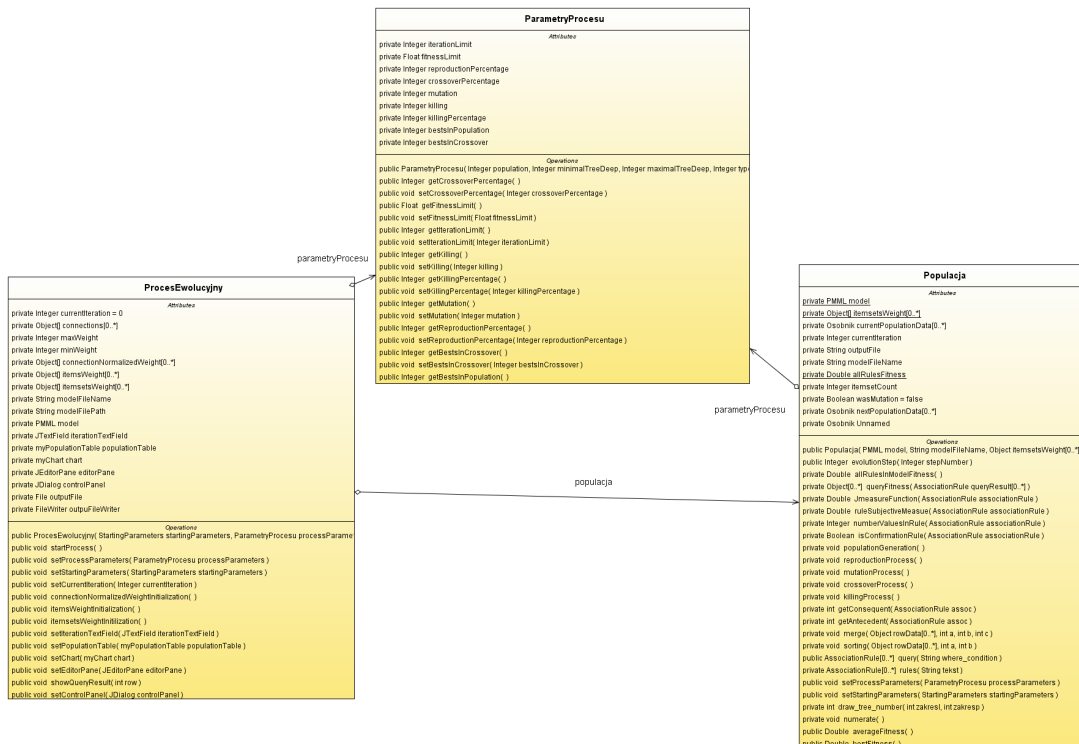 ParametryProcesu
Attributes
private Integer iterationLimit
private Float fitnessLimit
private Integer reproductionPercentage
private Integer crossoverPercentage
private Integer mutation
private Integer killing
private Integer killingPercentage
private Integer bestsInPopulation
private Integer bestsInCrossover
Operations
public ParametryProcesu( Integer population, Integer minimalTreeDeep, Integer maximalTreeDeep, Integer type
public Integer getCrossoverPercentage( )
public void setCrossoverPercentage( Integer crossoverPercentage )
public Float getFitnessLimit( )
public void setFitnessLimit( Float fitnessLimit )
public Integer getIterationLimit( )
public void setIterationLimit( Integer iterationLimit )
public Integer getKilling( )
public void setKilling( Integer killing )
public Integer getKillingPercentage( )
public void setKillingPercentage( Integer killingPercentage )
public Integer getMutation( )
public void setMutation( Integer mutation )
public Integer getReproductionPercentage( )
public void setReproductionPercentage( Integer reproductionPercentage )
public Integer getBestsInCrossover( )
public void setBestsInCrossover( Integer bestsInCrossover )
public Integer getBestsInPopulation( )
parametryProcesu
ProcesEwolucyjny
Attributes
private Integer currentIteration = 0
private Object[] connections[0..*]
private Integer maxWeight
private Integer minWeight
private Object[] connectionNormalizedWeight[0..*]
private Object[] itemsWeight[0..*]
private Object[] itemsetsWeight[0..*]
private String modelFileName
private String modelFilePath
private PMML model
private JTextField iterationTextField
private myPopulationTable populationTable
private myChart chart
private JEditorPane editorPane
private JDialog controlPanel
private File outputFile
private FileWriter outpuFileWriter
Operations
public ProcesEwolucyjny( StartingParameters startingParameters, ParametryProcesu processParamet
public void startProcess( )
public void setProcessParameters( ParametryProcesu processParameters )
public void setStartingParameters( StartingParameters startingParameters )
public void setCurrentIteration( Integer currentIteration )
public void connectionNormalizedWeightInitialization( )
public void itemsWeightInitialization( )
public void itemsetsWeightInitilization( )
public void setIterationTextField( JTextField iterationTextField )
public void setPopulationTable( myPopulationTable populationTable )
public void setChart( myChart chart )
public void setEditorPane( JEditorPane editorPane )
public void showQueryResult( int row )
public void setControlPanel( JDialog controlPanel )
populacja
parametryProcesu
Populacja
Attributes
private PMML model
private Object[] itemsetsWeight[0..*]
private Osobnik currentPopulationData[0..*]
private Integer currentIteration
private String outputFile
private String modelFileName
private Double allRulesFitness
private Integer itemsetCount
private Boolean wasMutation = false
private Osobnik nextPopulationData[0..*]
private Osobnik Unnamed
Operations
public Populacja( PMML model, String modelFileName, Object itemsetsWeight[0..*]
public Integer evolutionStep( Integer stepNumber )
private Double allRulesInModelFitness( )
private Object[0..*] queryFitness( AssociationRule queryResult[0..*] )
private Double JmeasureFunction( AssociationRule associationRule )
private Double ruleSubjectiveMeasue( AssociationRule associationRule )
private Integer numberValuesInRule( AssociationRule associationRule )
private Boolean isConfirmationRule( AssociationRule associationRule )
private void populationGeneration( )
private void reproductionProcess( )
private void mutationProcess( )
private void crossoverProcess( )
private void killingProcess( )
private int getConsequent( AssociationRule assoc )
private int getAntecedent( AssociationRule assoc )
private void merge( Object rowData[0..*], int a, int b, int c )
private void sorting( Object rowData[0..*], int a, int b )
public AssociationRule[0..*] query( String where_condition )
private AssociationRule[0..*] rules( String tekst )
public void setProcessParameters( ParametryProcesu processParameters )
public void setStartingParameters( StartingParameters startingParameters )
private int draw_tree_number( int zakresl, int zakresp )
private void numerate( )
public Double averageFitness( )
public Double bestFitness( )